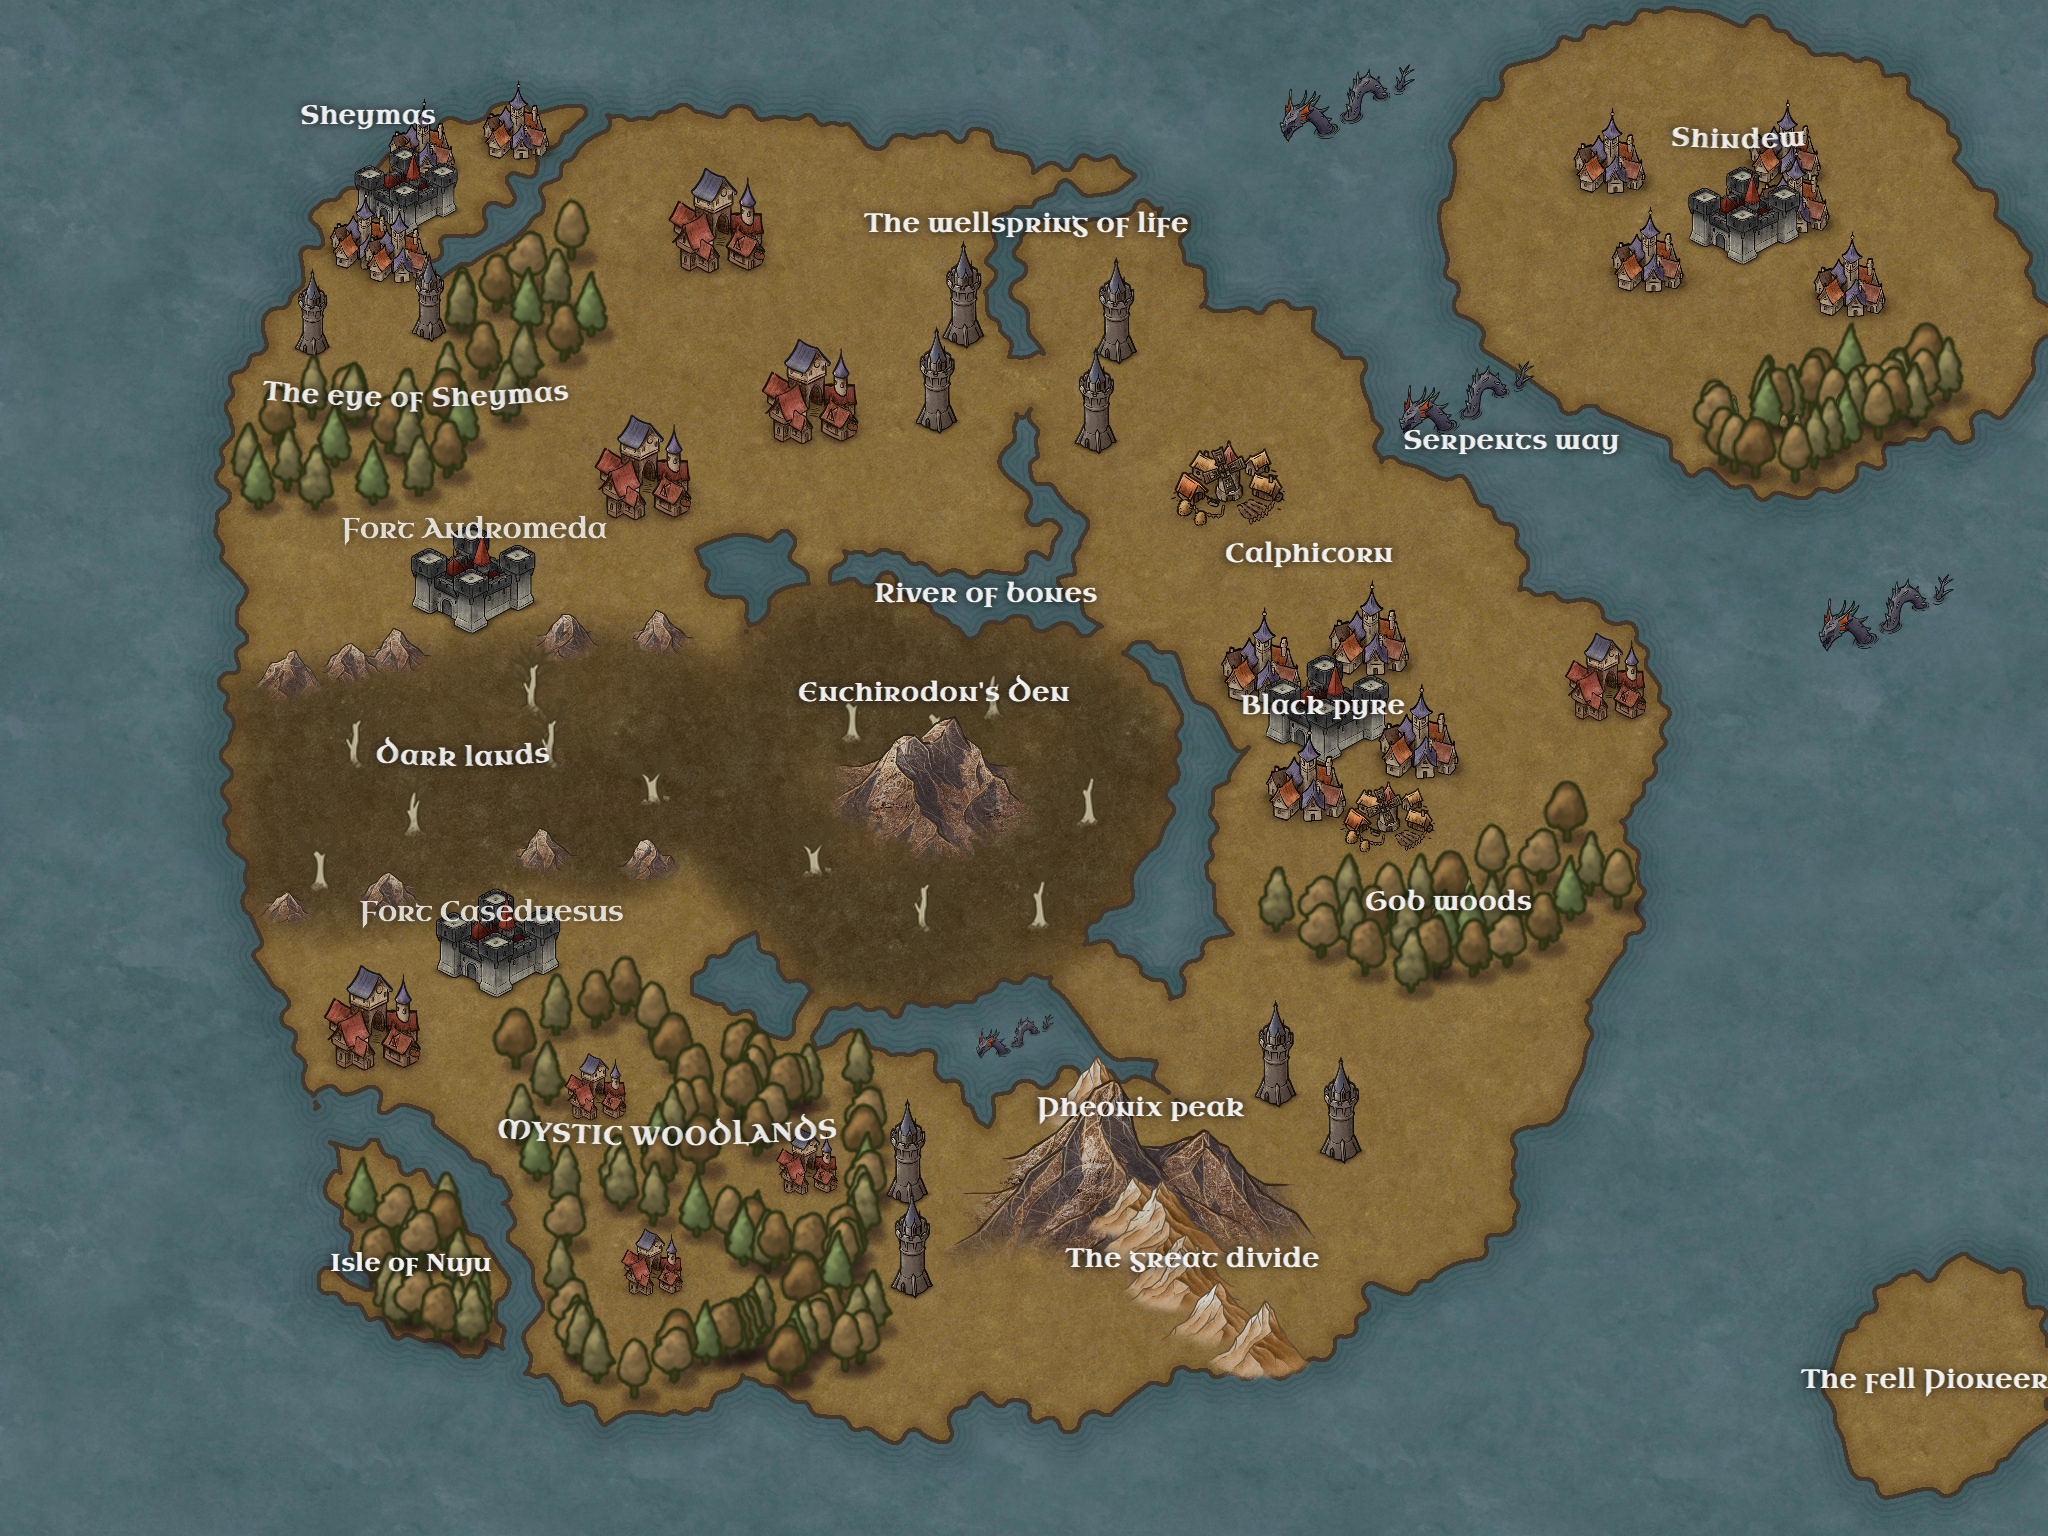 Sheymas
Shindew
The wellspring of life
The eye of Sheymas
Serpents way
Fort Andromeda
Calphicorn
River of bones
Enchirodon's Den
Black pyre
Dark lands
Gob woods
Fort Caseduesus
Pheonix peak
MYSTIC WOODLANDS
The great divide
Isle of Nuju
The fell Pioneer